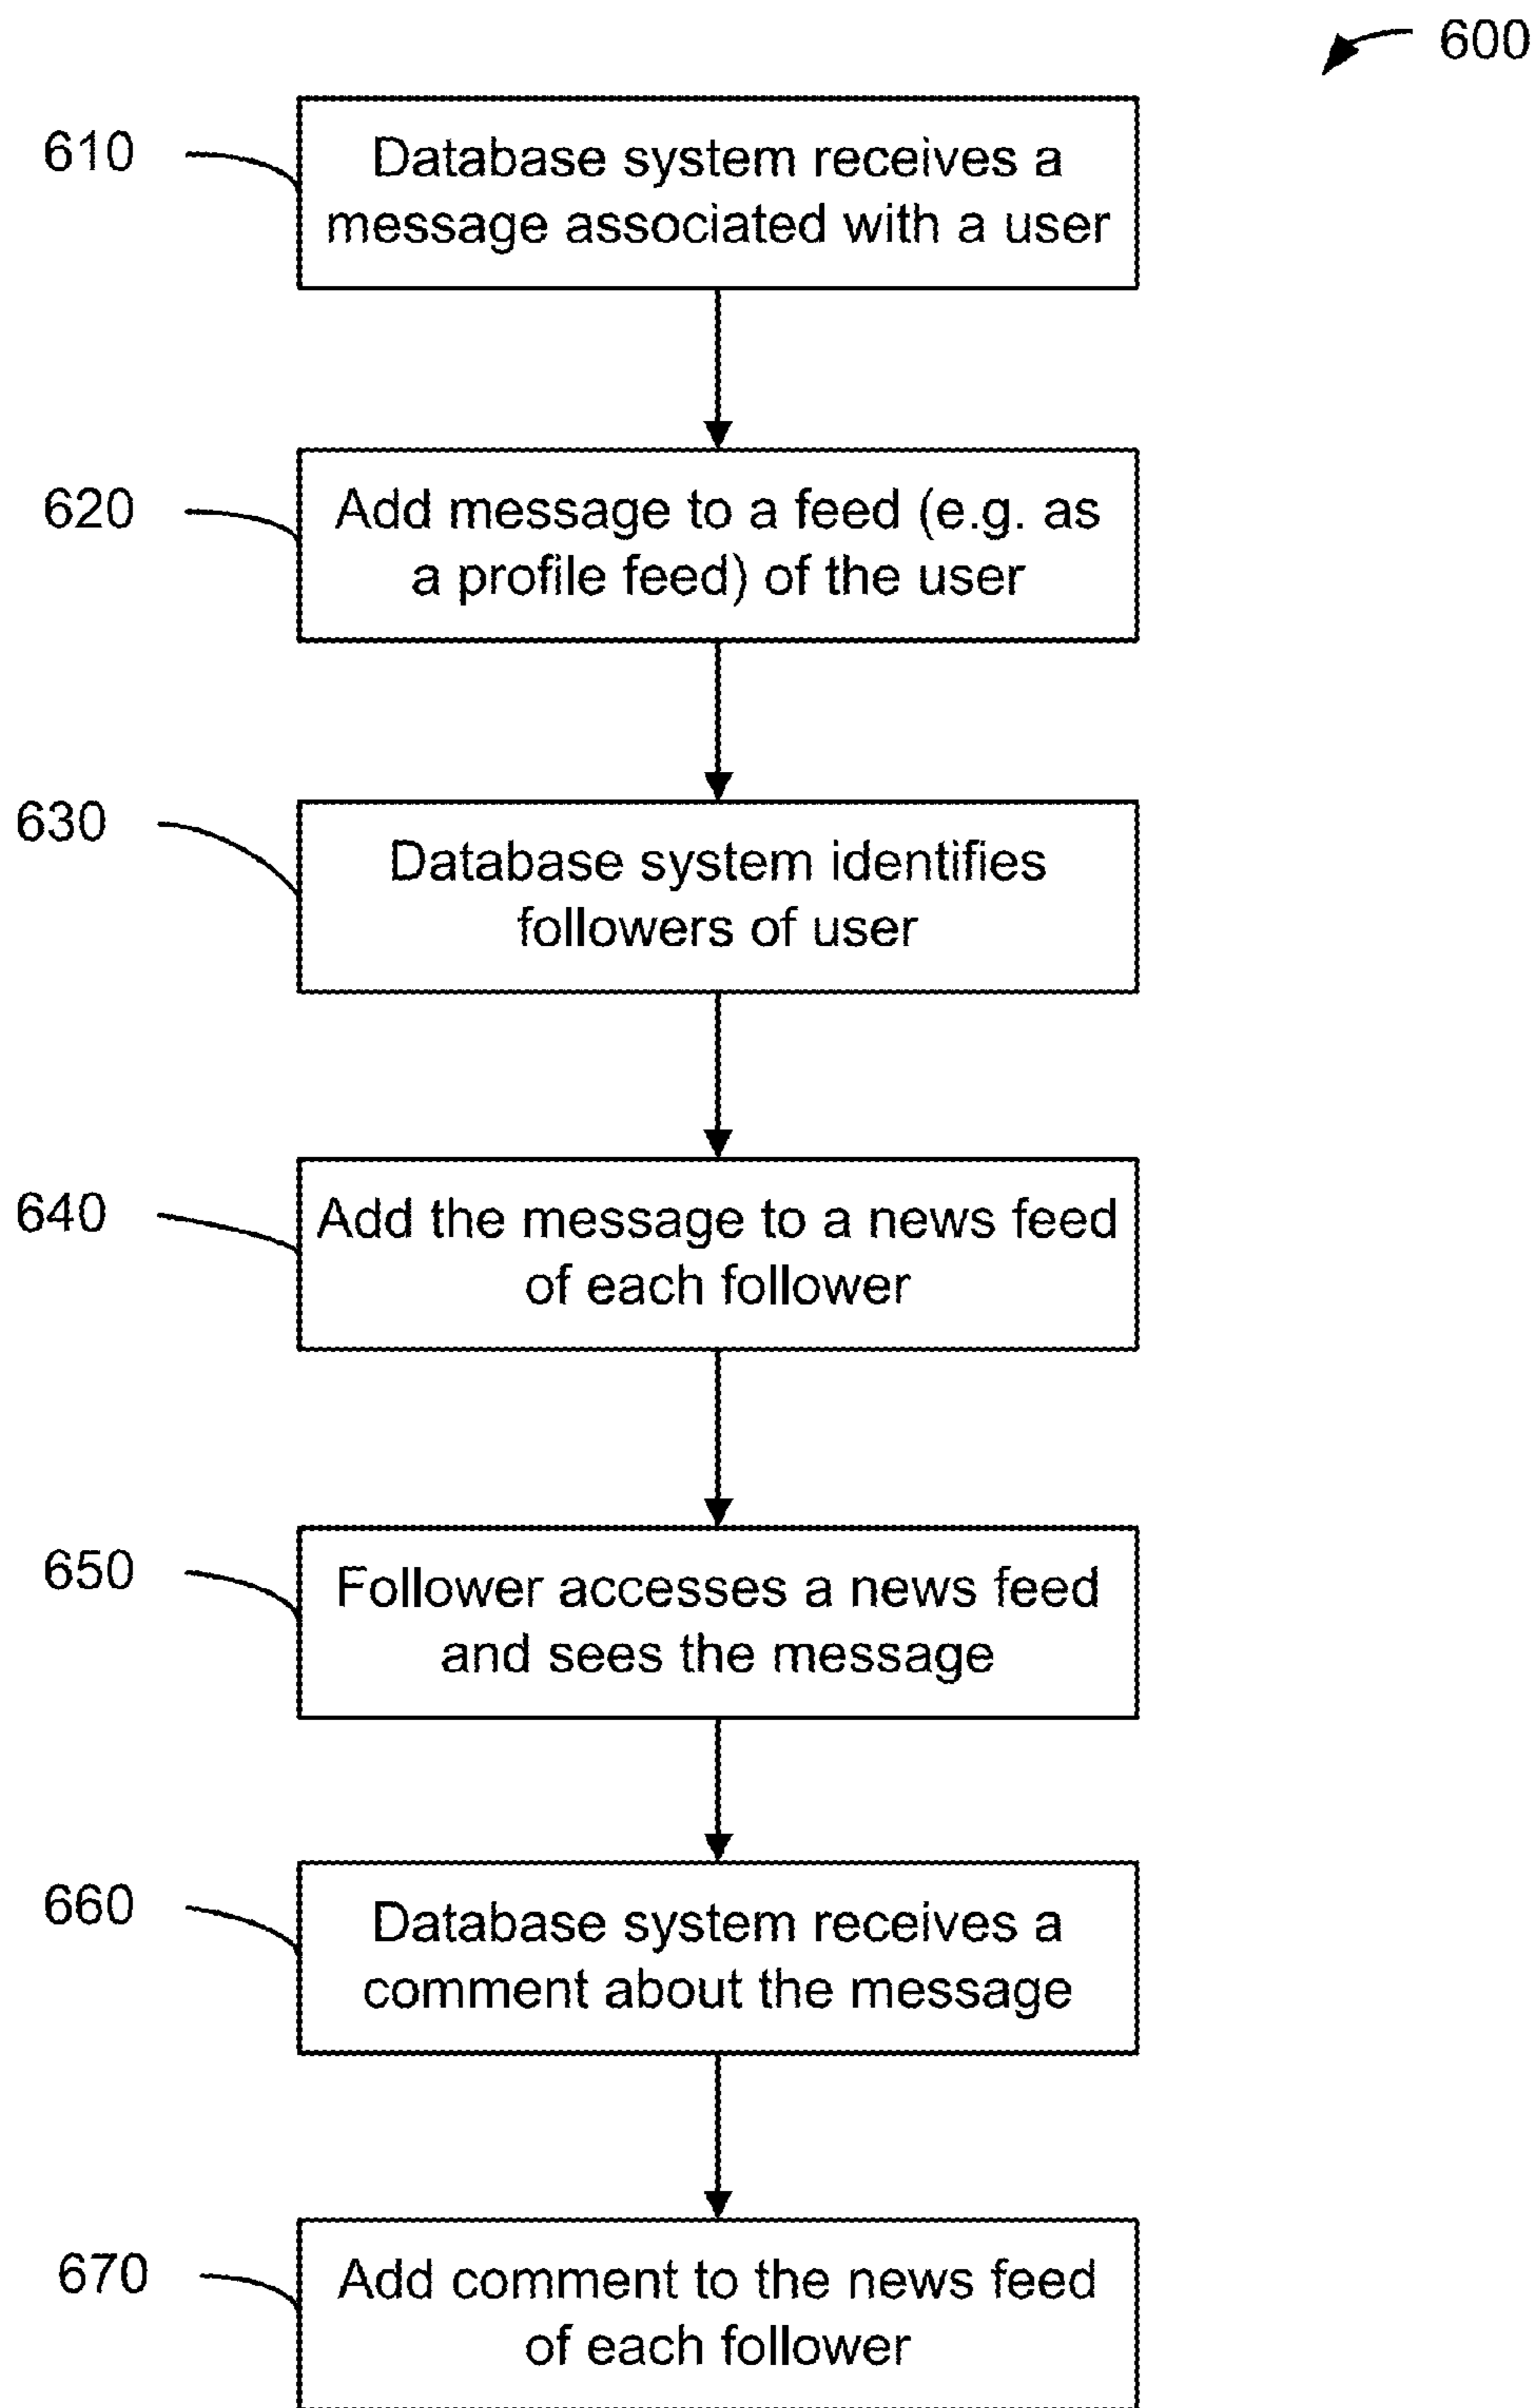 600
610
Database system receives a
message associated with a user
620
Add message to a feed (e.g. as
a profile feed) of the user
630
Database system identifies
followers of user
640
Add the message to a news feed
of each follower
650
Follower accesses a news feed
and sees the message
660
Database system receives a
comment about the message
670
Add comment to the news feed
of each follower